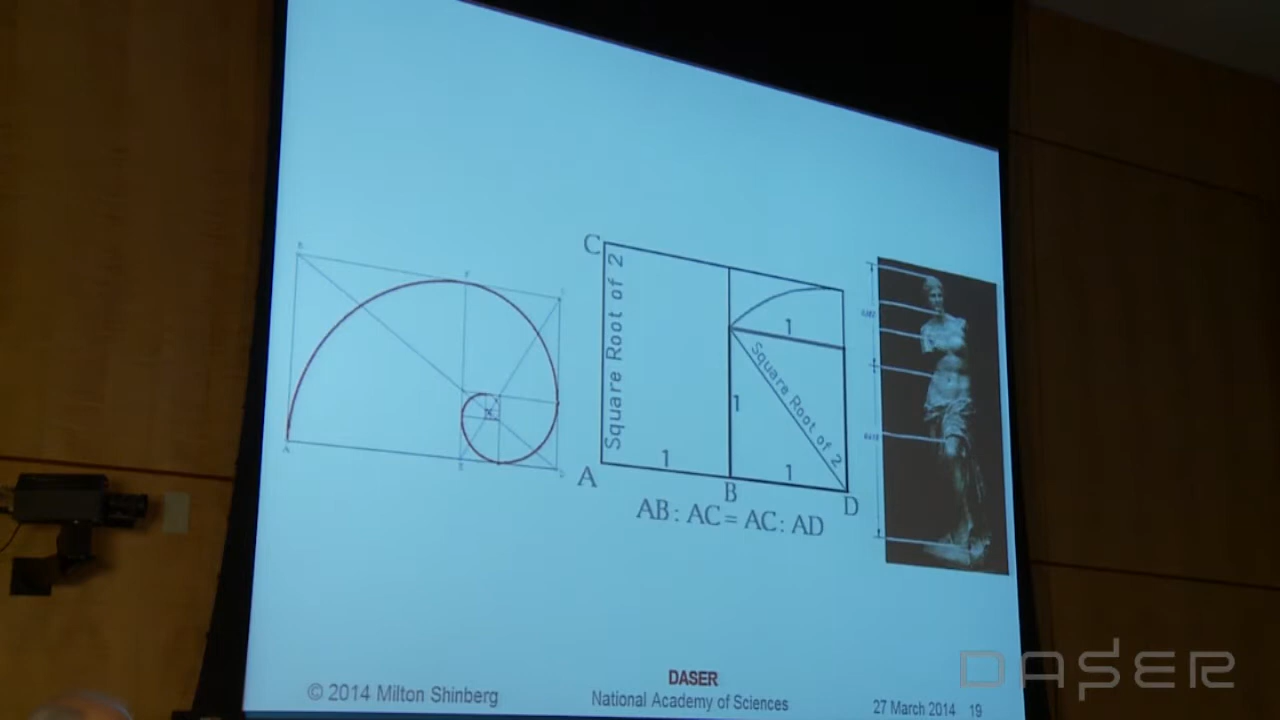 C
Square Root of 2
1
Square Root of 2
1
1
1
A
B
D
AB : AC = AC : AD
© 2014 Milton Shinberg
DASER
National Academy of Sciences
27 March 2014 19
DASER